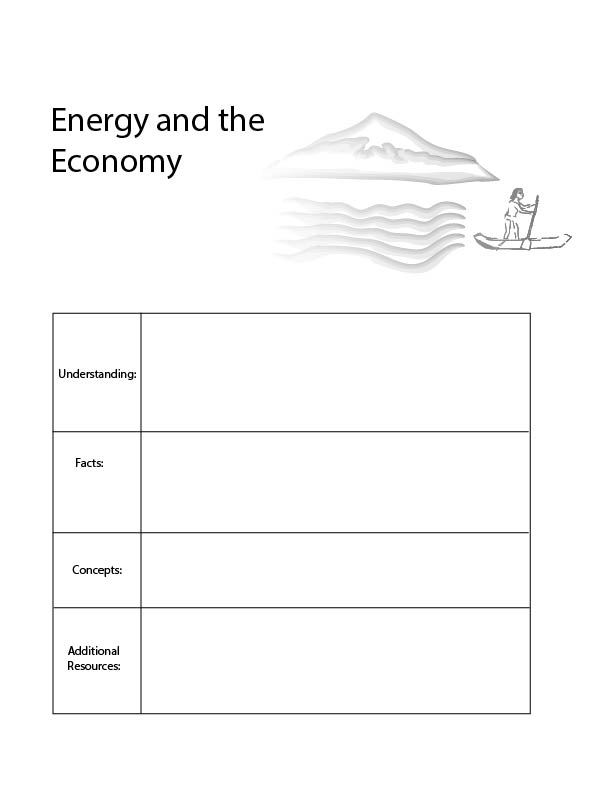 Energy and the
Economy
Understanding:
Facts:
Concepts:
Additional
Resources: